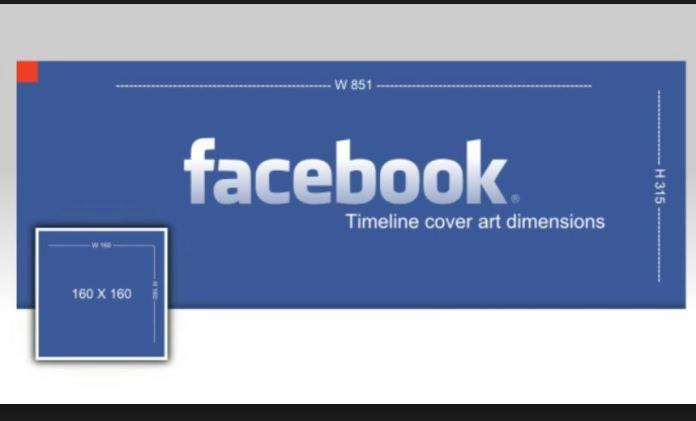 W 851
facebook®
H 315
Timeline cover art dimensions
W 160
160 X 160
H 160